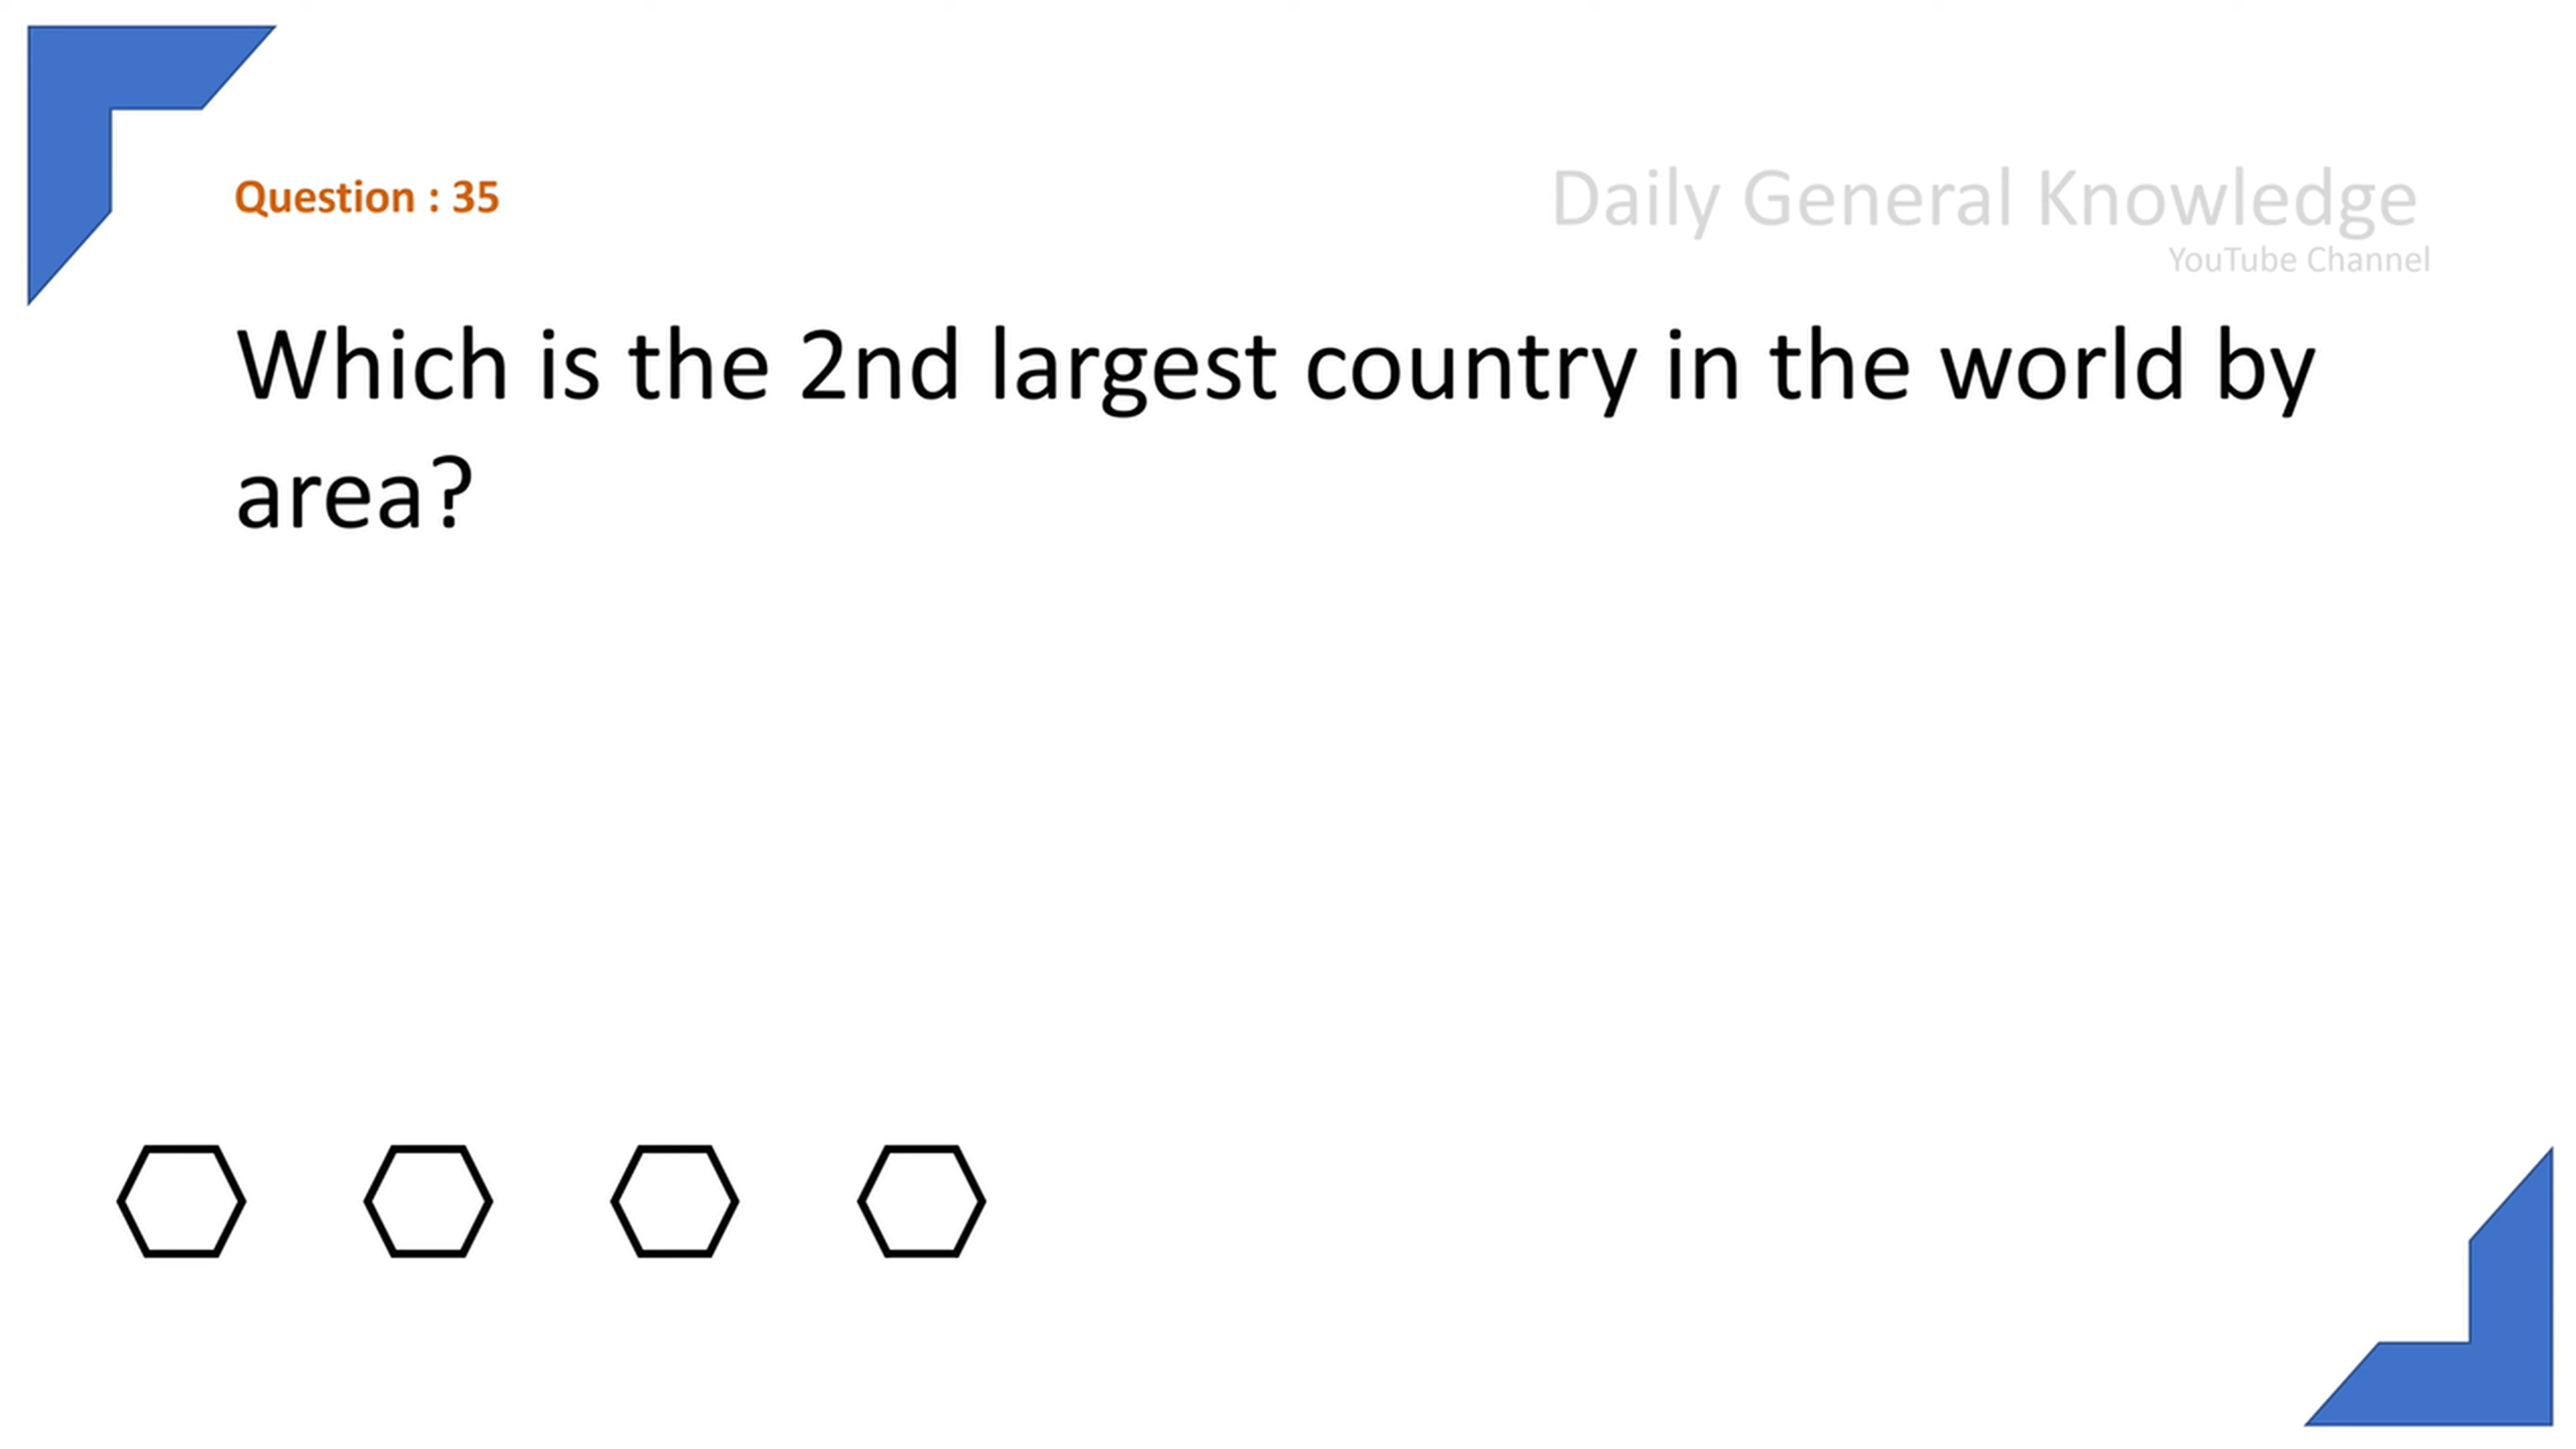 Question : 35
Daily General Knowledge
YouTube Channel
Which is the 2nd largest country in the world by
area?